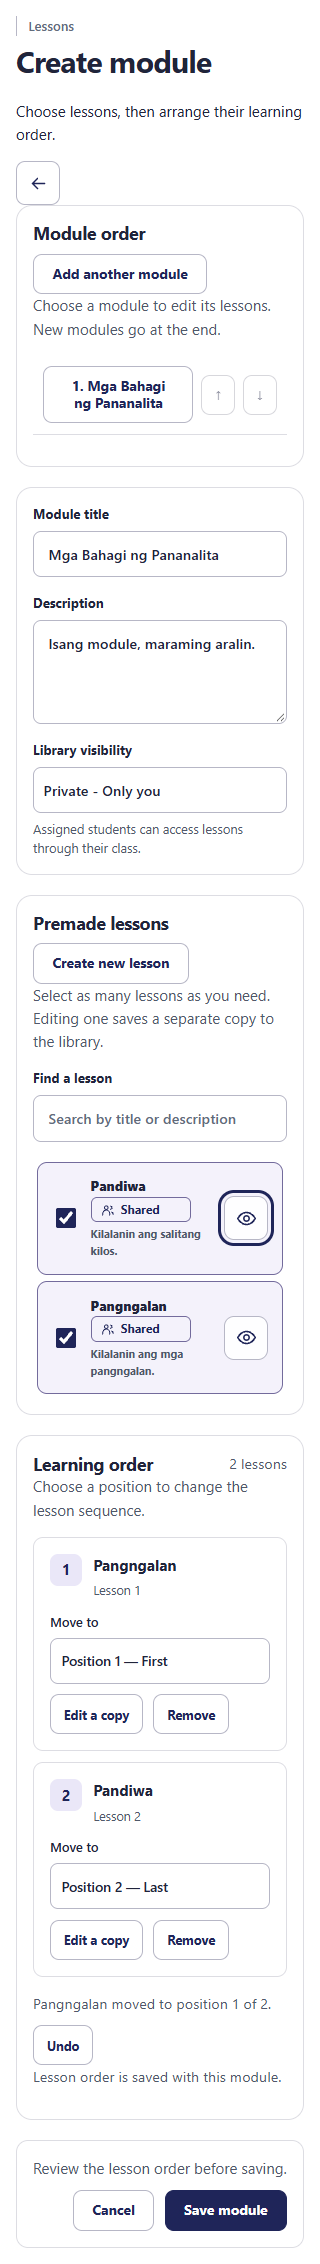 Lessons
Create module
Choose lessons, then arrange their learning
order.
←
Module order
Add another module
Choose a module to edit its lessons.
New modules go at the end.
1. Mga Bahagi
ng Pananalita
↑ ↓
Module title
Mga Bahagi ng Pananalita
Description
Isang module, maraming aralin.
Library visibility
Private - Only you
Assigned students can access lessons
through their class.
Premade lessons
Create new lesson
Select as many lessons as you need.
Editing one saves a separate copy to
the library.
Find a lesson
Search by title or description
Pandiwa
Shared
Kilalanin ang salitang
kilos.
Pangngalan
Shared
Kilalanin ang mga
pangngalan.
Learning order 2 lessons
Choose a position to change the
lesson sequence.
1 Pangngalan
Lesson 1
Move to
Position 1 — First
Edit a copy Remove
2 Pandiwa
Lesson 2
Move to
Position 2 — Last
Edit a copy Remove
Pangngalan moved to position 1 of 2.
Undo
Lesson order is saved with this module.
Review the lesson order before saving.
Cancel Save module